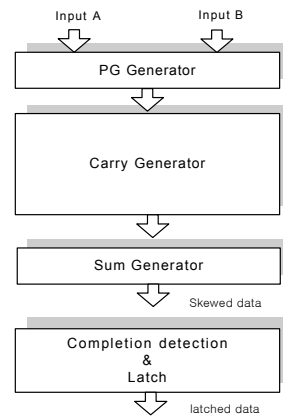 Input A Input B
PG Generator
Carry Generator
Sum Generator
Skewed data
Completion detection
&
Latch
latched data